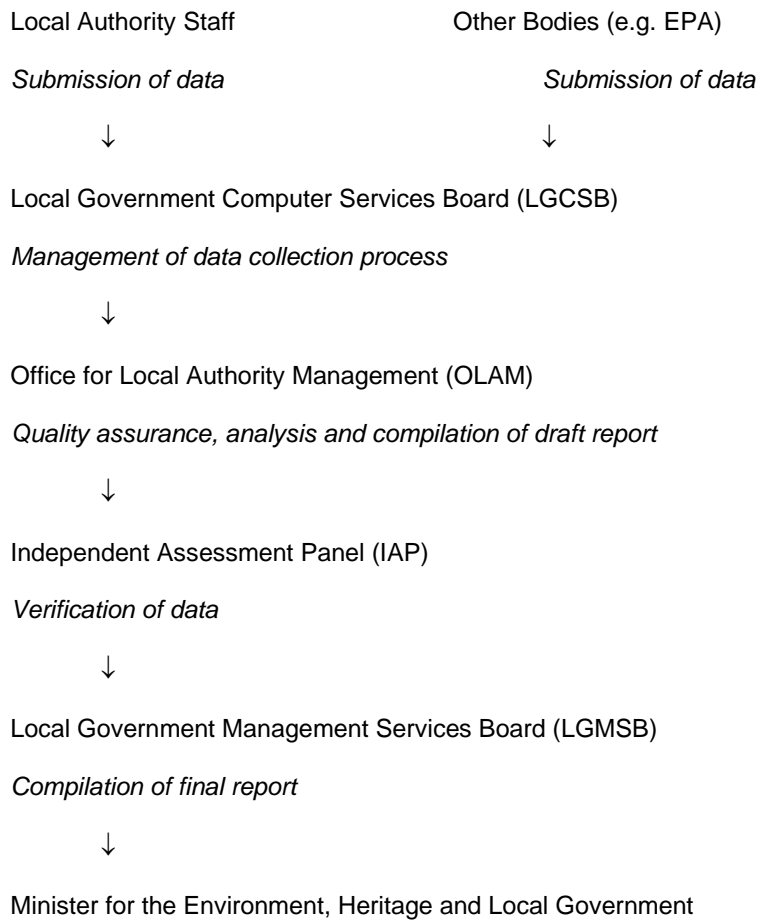 Local Authority Staff Other Bodies (e.g. EPA)
Submission of data Submission of data
↓ ↓
Local Government Computer Services Board (LGCSB)
Management of data collection process
↓
Office for Local Authority Management (OLAM)
Quality assurance, analysis and compilation of draft report
↓
Independent Assessment Panel (IAP)
Verification of data
↓
Local Government Management Services Board (LGMSB)
Compilation of final report
↓
Minister for the Environment, Heritage and Local Government